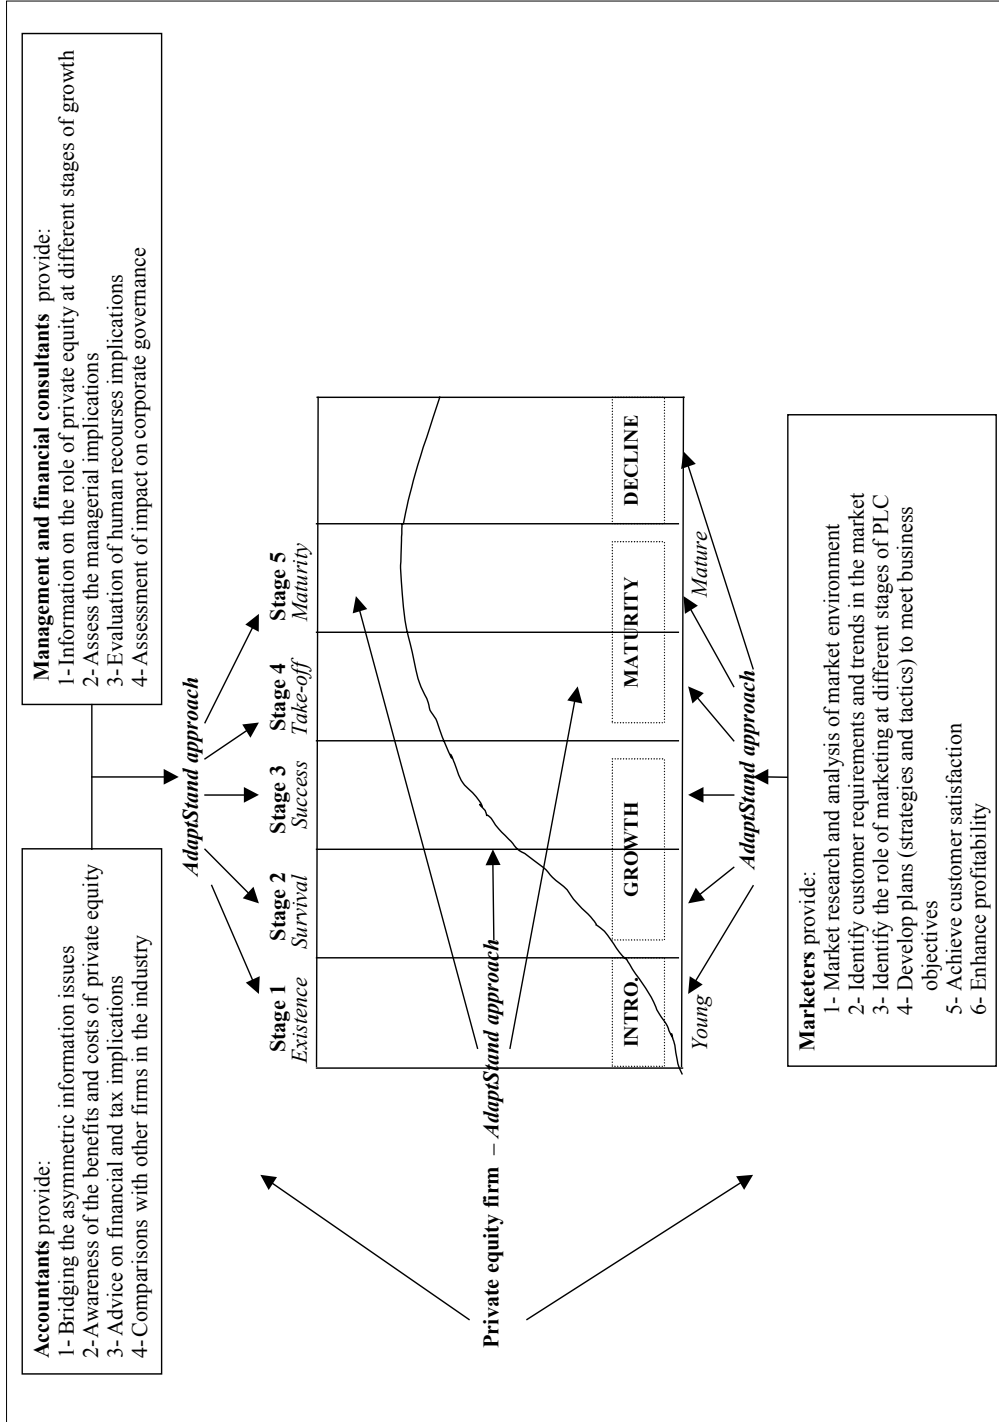 Accountants provide:
1- Bridging the asymmetric information issues
2- Awareness of the benefits and costs of private equity
3- Advice on financial and tax implications
4- Comparisons with other firms in the industry
Management and financial consultants provide:
1- Information on the role of private equity at different stages of growth
2- Assess the managerial implications
3- Evaluation of human recourses implications
4- Assessment of impact on corporate governance
AdaptStand approach
Stage 1
Existence
Stage 2
Survival
Stage 3
Success
Stage 4
Take-off
Stage 5
Maturity
Private equity firm – AdaptStand approach
INTRO.
GROWTH
MATURITY
DECLINE
Young
Mature
AdaptStand approach
Marketers provide:
1- Market research and analysis of market environment
2- Identify customer requirements and trends in the market
3- Identify the role of marketing at different stages of PLC
4- Develop plans (strategies and tactics) to meet business
objectives
5- Achieve customer satisfaction
6- Enhance profitability